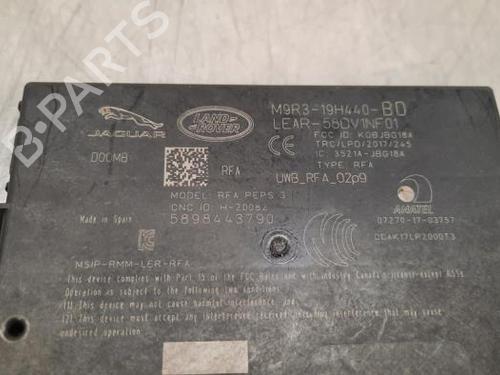 M9R3-19H440-BD
LEAR-55DV1NF01
FCC ID: KOBJBG18A
TRC/LPD/2017/245
IC: 3521A-JBG18A
TYPE: RFA
UWB_RFA_02p9
JAGUAR
LAND
ROVER
D00MB
RFA
MODEL: RFA PEPS 3
CNC ID: H-20082
5898443790
Made in Spain
ANATEL
07270-17-03757
CCAK17LP2000T3
MSIP-RMM-LER-RFA
This device complies with Part 15 of the FCC Rules and with Industry Canada licence-exempt
Operation is subject to the following two conditions:
(1) This device may not cause harmful interference, and
(2) This device must accept any interference received, including interference that may cause
undesired operation.
B-PARTS